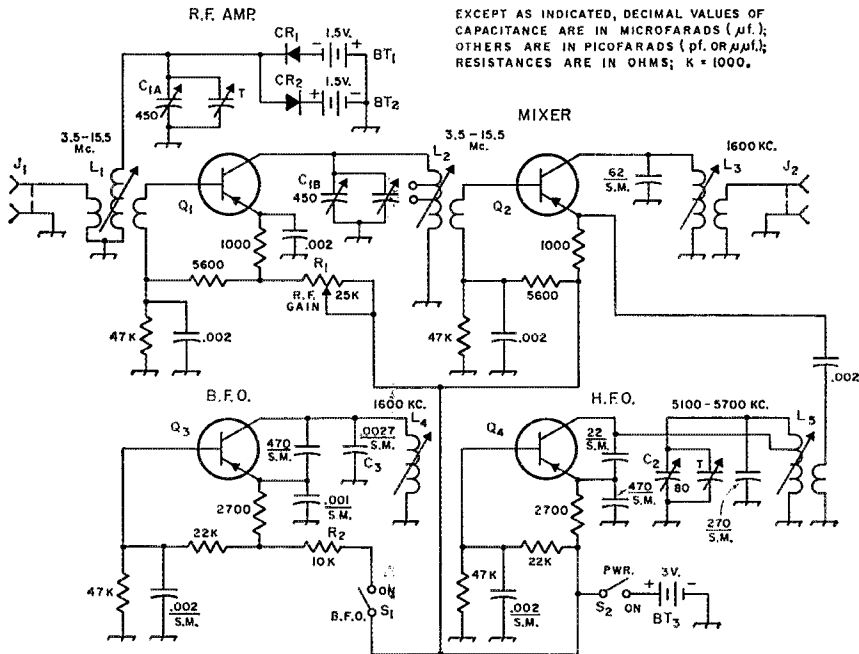 R.F. AMP.
EXCEPT AS INDICATED, DECIMAL VALUES OF
CAPACITANCE ARE IN MICROFARADS (µf.);
OTHERS ARE IN PICOFARADS (pf. OR µµf.);
RESISTANCES ARE IN OHMS; K = 1000.
CR1
1.5V.
- +
BT1
CR2
1.5V.
+ -
BT2
C1A
450
T
MIXER
3.5-15.5
Mc.
J1
L1
Q1
C1B
450
3.5-15.5
Mc.
L2
Q2
62
S.M.
1600 KC.
L3
J2
1000
.002
5600
R1
R.F.
GAIN
25K
47K
.002
1000
5600
47K
.002
.002
B.F.O.
1600 KC.
H.F.O.
5100-5700 KC.
Q3
470
S.M.
.0027
S.M.
C3
L4
.001
S.M.
2700
22K
R2
10K
47K
.002
S.M.
ON
B.F.O.
S1
Q4
22
S.M.
C2
80
T
L5
470
S.M.
270
S.M.
2700
22K
47K
.002
S.M.
PWR.
S2
ON
+ 3V. -
BT3